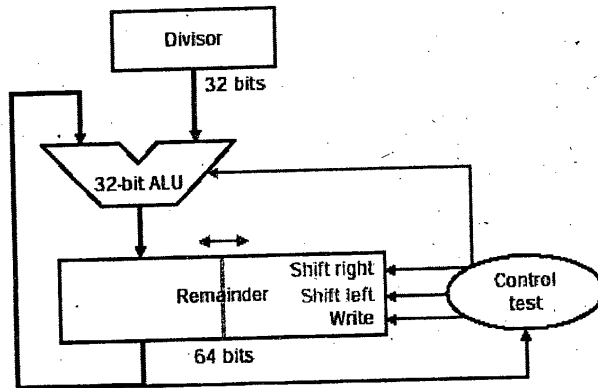 Divisor
32 bits
32-bit ALU
Shift right
Remainder
Shift left
Write
Control
test
64 bits